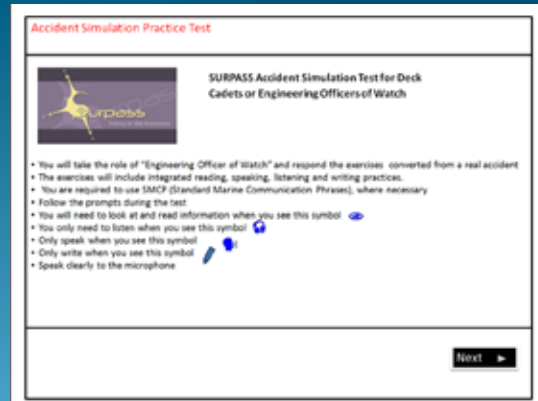 Accident Simulation Practice Test
SURPASS Accident Simulation Test for Deck
Cadets or Engineering Officers of Watch
Surpass
• You will take the role of "Engineering Officer of Watch" and respond the exercises converted from a real accident
• The exercises will include integrated reading, speaking, listening and writing practices.
• You are required to use SMCP (Standard Marine Communication Phrases), where necessary
• Follow the prompts during the test
• You will need to look at and read information when you see this sumbol
• You only need to listen when you see this symbol
• Only speak when you see this symbol
• Only write when you see this symbol
• Speak clearly to the microphone
Next